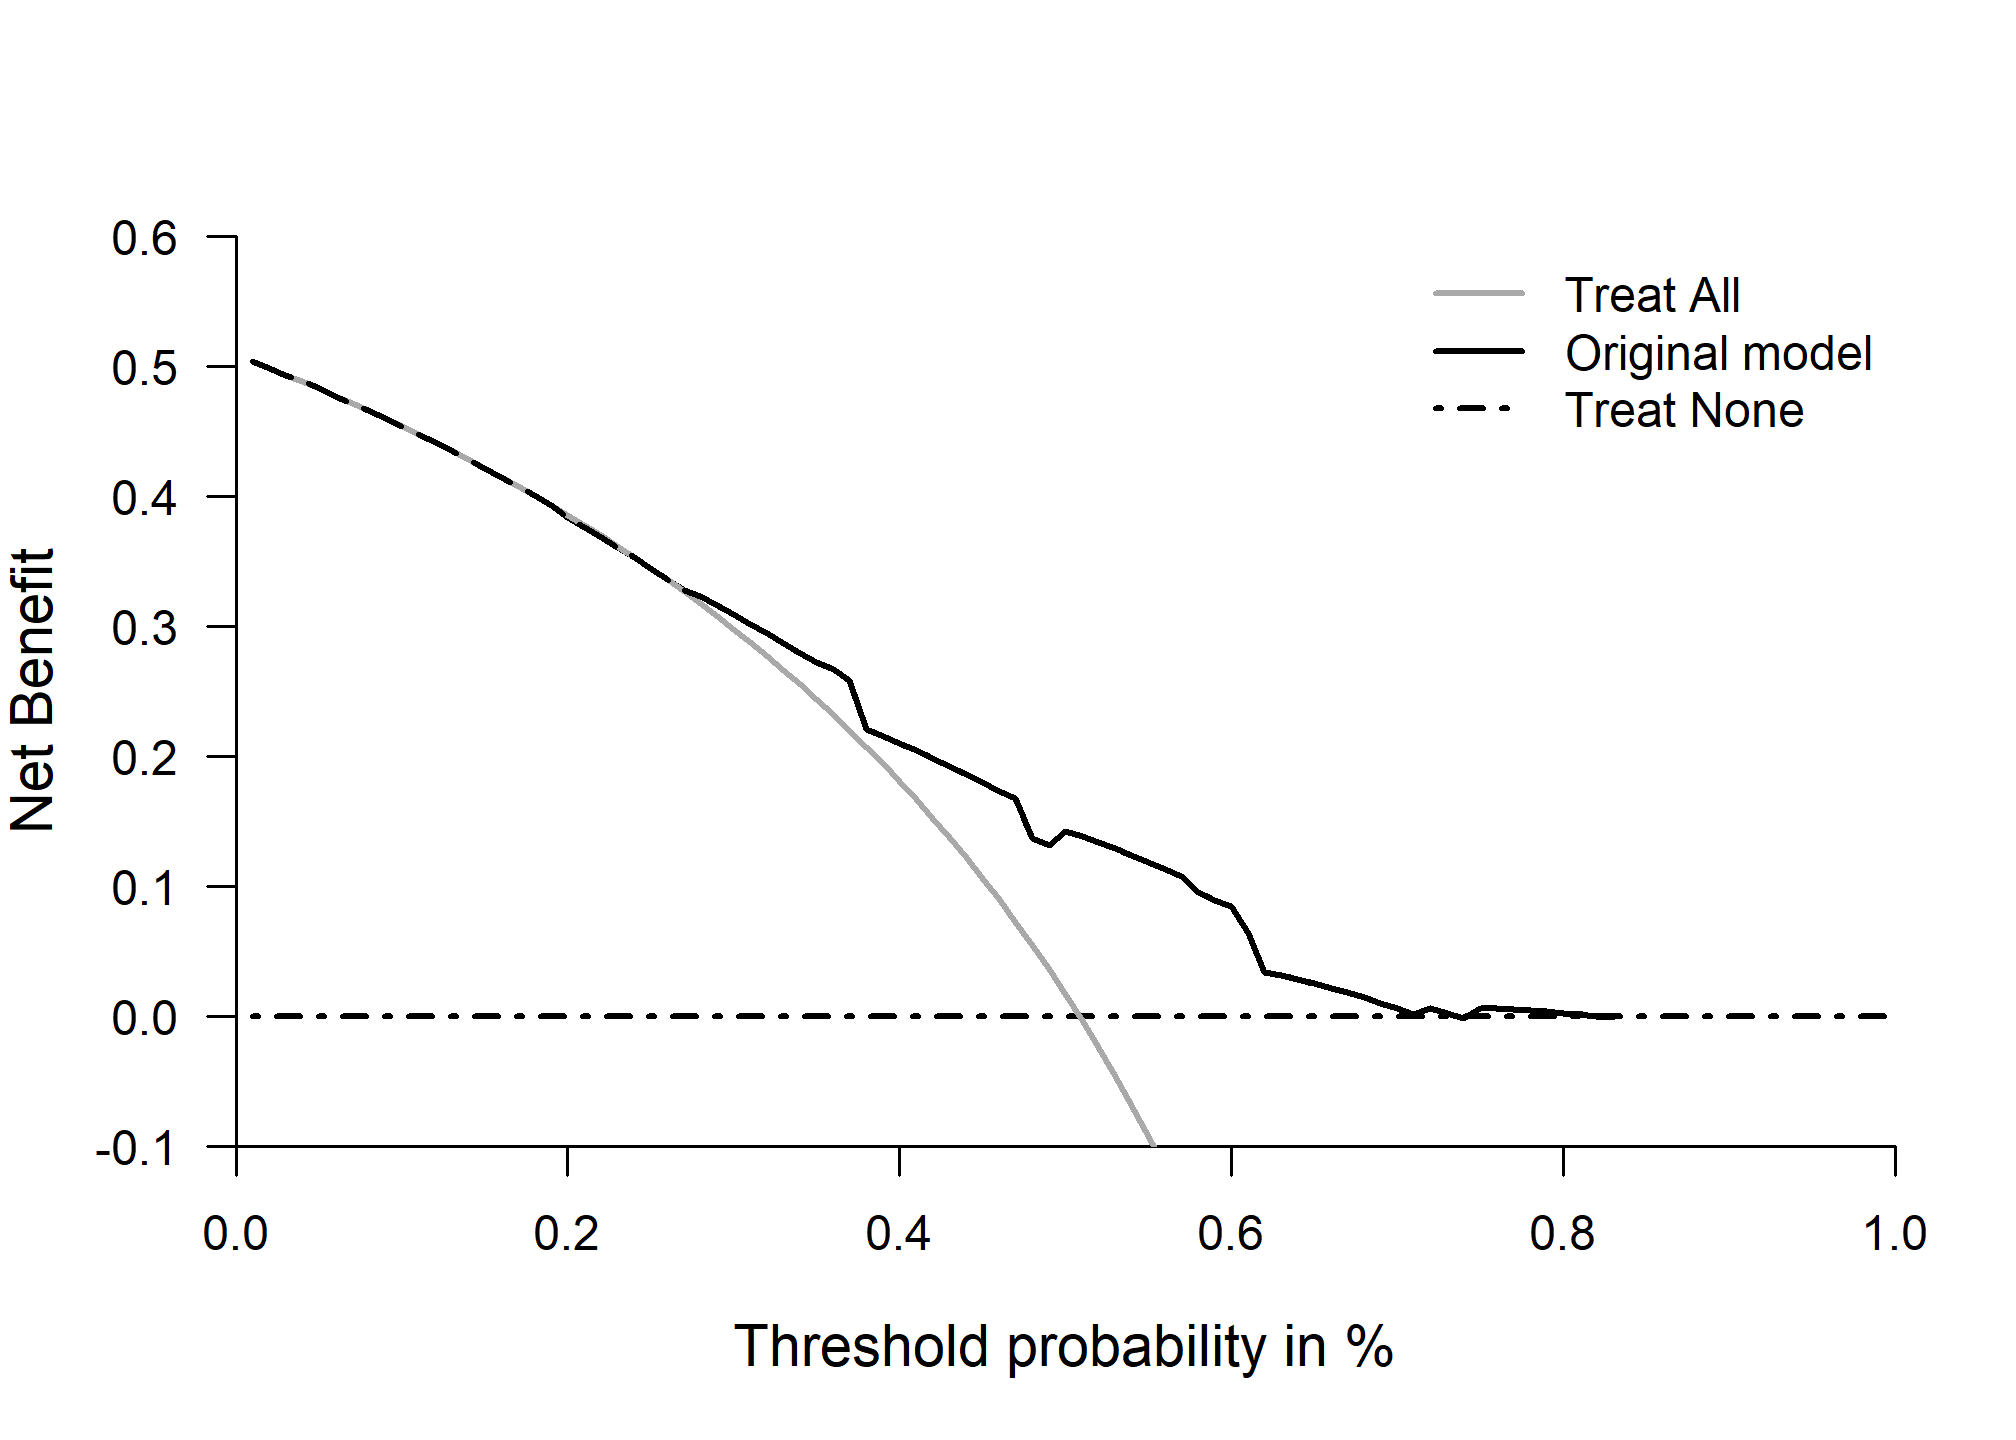 0.6
0.5
0.4
0.3
0.2
0.1
0.0
-0.1
Net Benefit
Treat All
Original model
Treat None
0.0 0.2 0.4 0.6 0.8 1.0
Threshold probability in %